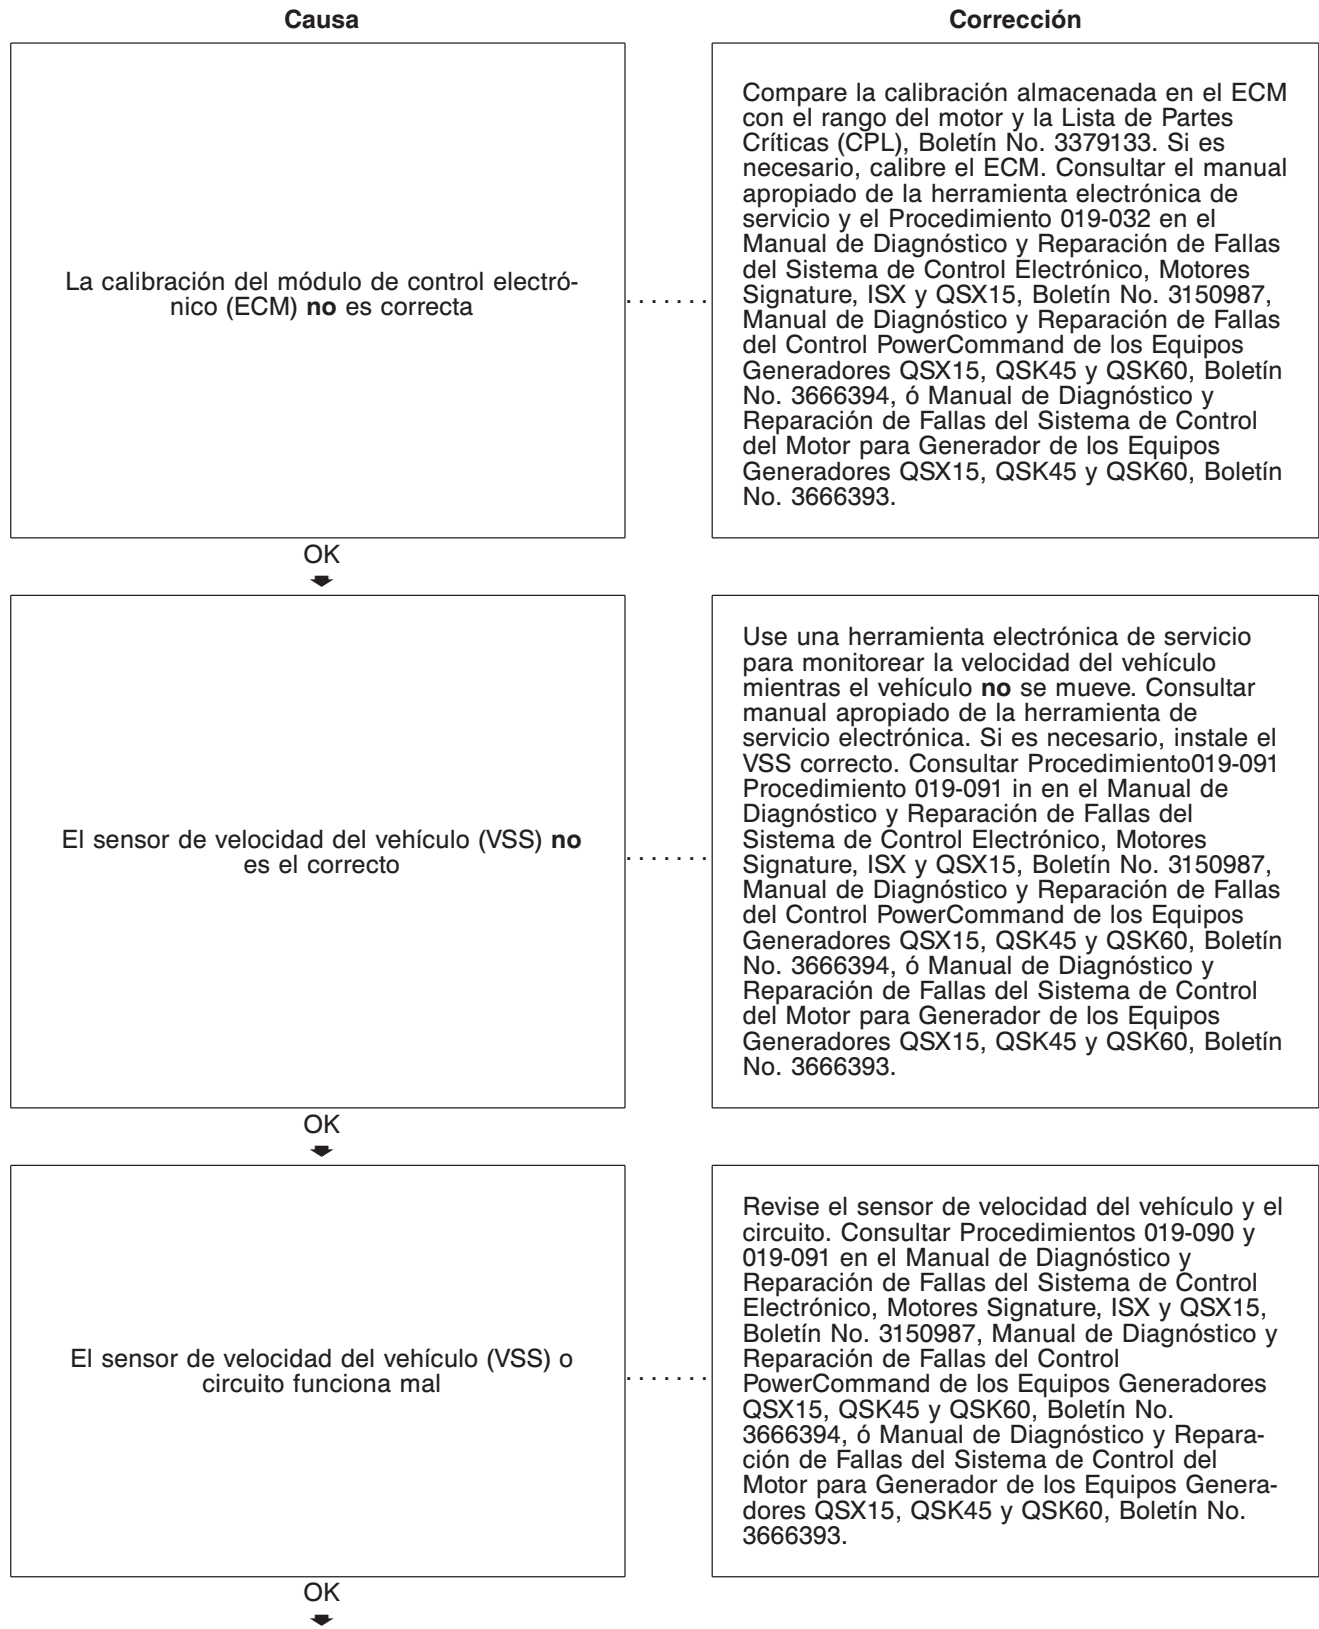 Causa
Corrección
La calibración del módulo de control electró-
nico (ECM) no es correcta
.......
Compare la calibración almacenada en el ECM
con el rango del motor y la Lista de Partes
Críticas (CPL), Boletín No. 3379133. Si es
necesario, calibre el ECM. Consultar el manual
apropiado de la herramienta electrónica de
servicio y el Procedimiento 019-032 en el
Manual de Diagnóstico y Reparación de Fallas
del Sistema de Control Electrónico, Motores
Signature, ISX y QSX15, Boletín No. 3150987,
Manual de Diagnóstico y Reparación de Fallas
del Control PowerCommand de los Equipos
Generadores QSX15, QSK45 y QSK60, Boletín
No. 3666394, ó Manual de Diagnóstico y
Reparación de Fallas del Sistema de Control
del Motor para Generador de los Equipos
Generadores QSX15, QSK45 y QSK60, Boletín
No. 3666393.
OK
El sensor de velocidad del vehículo (VSS) no
es el correcto
.......
Use una herramienta electrónica de servicio
para monitorear la velocidad del vehículo
mientras el vehículo no se mueve. Consultar
manual apropiado de la herramienta de
servicio electrónica. Si es necesario, instale el
VSS correcto. Consultar Procedimiento019-091
Procedimiento 019-091 in en el Manual de
Diagnóstico y Reparación de Fallas del
Sistema de Control Electrónico, Motores
Signature, ISX y QSX15, Boletín No. 3150987,
Manual de Diagnóstico y Reparación de Fallas
del Control PowerCommand de los Equipos
Generadores QSX15, QSK45 y QSK60, Boletín
No. 3666394, ó Manual de Diagnóstico y
Reparación de Fallas del Sistema de Control
del Motor para Generador de los Equipos
Generadores QSX15, QSK45 y QSK60, Boletín
No. 3666393.
OK
El sensor de velocidad del vehículo (VSS) o
circuito funciona mal
.......
Revise el sensor de velocidad del vehículo y el
circuito. Consultar Procedimientos 019-090 y
019-091 en el Manual de Diagnóstico y
Reparación de Fallas del Sistema de Control
Electrónico, Motores Signature, ISX y QSX15,
Boletín No. 3150987, Manual de Diagnóstico y
Reparación de Fallas del Control
PowerCommand de los Equipos Generadores
QSX15, QSK45 y QSK60, Boletín No.
3666394, ó Manual de Diagnóstico y Repara-
ción de Fallas del Sistema de Control del
Motor para Generador de los Equipos Genera-
dores QSX15, QSK45 y QSK60, Boletín No.
3666393.
OK